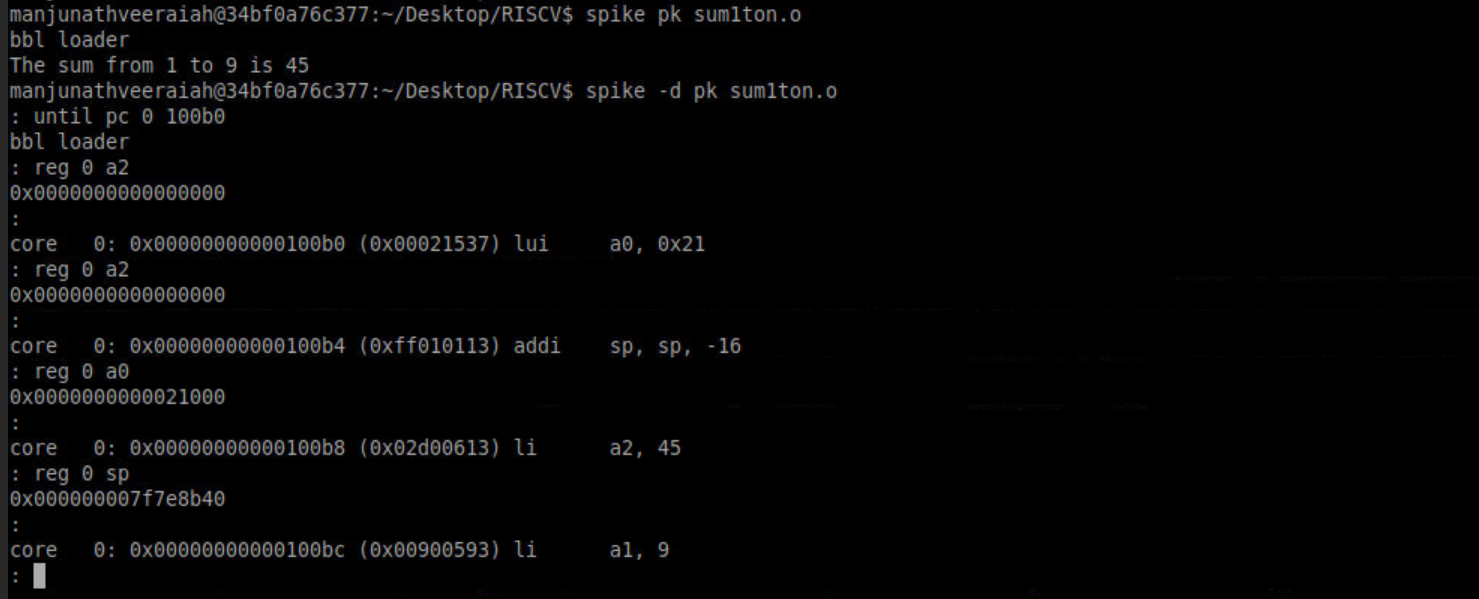 manjunathveeraiah@34bf0a76c377:~/Desktop/RISCV$ spike pk sum1ton.o
bbl loader
The sum from 1 to 9 is 45
manjunathveeraiah@34bf0a76c377:~/Desktop/RISCV$ spike -d pk sum1ton.o
: until pc 0 100b0
bbl loader
: reg 0 a2
0x0000000000000000
:
core   0: 0x00000000000100b0 (0x00021537) lui     a0, 0x21
: reg 0 a2
0x0000000000000000
:
core   0: 0x00000000000100b4 (0xff010113) addi    sp, sp, -16
: reg 0 a0
0x0000000000021000
:
core   0: 0x00000000000100b8 (0x02d00613) li      a2, 45
: reg 0 sp
0x000000007f7e8b40
:
core   0: 0x00000000000100bc (0x00900593) li      a1, 9
: